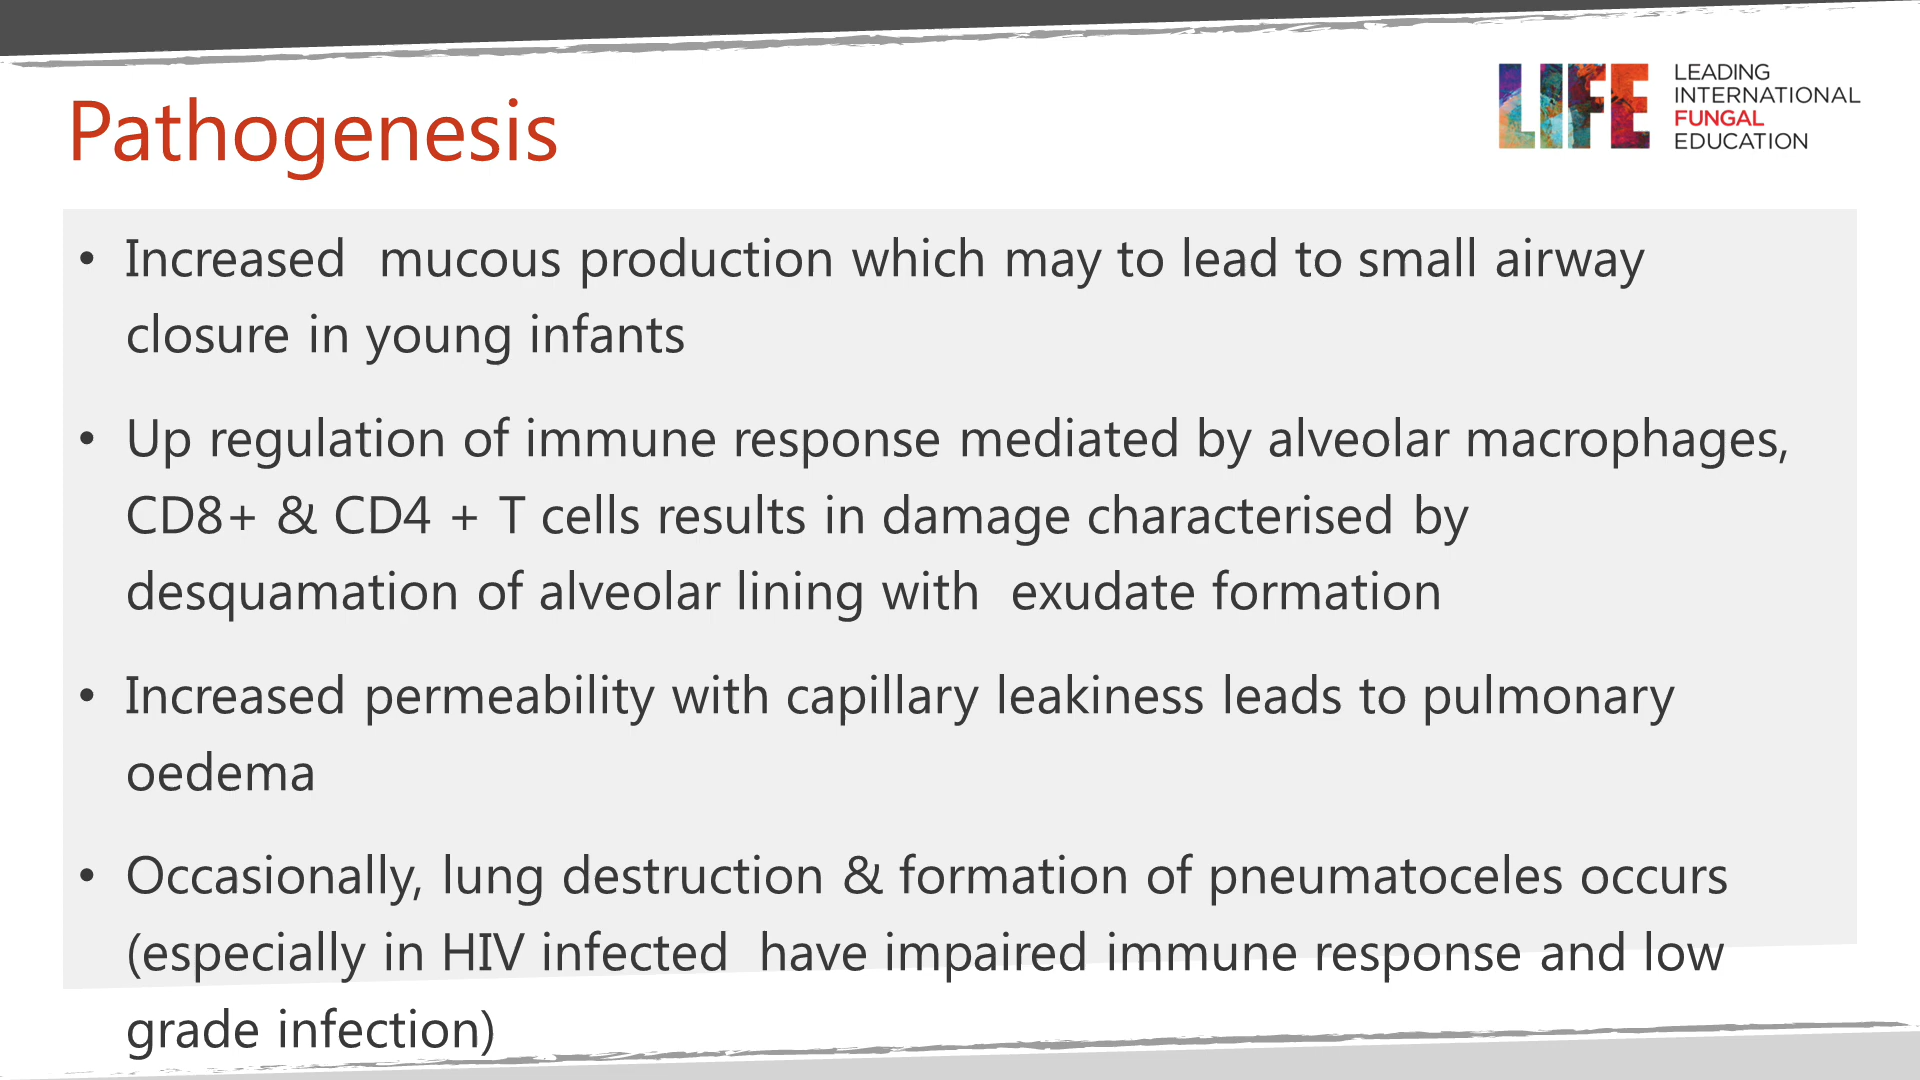 LIFE
LEADING
INTERNATIONAL
FUNGAL
EDUCATION
Pathogenesis
• Increased  mucous production which may to lead to small airway
closure in young infants
• Up regulation of immune response mediated by alveolar macrophages,
CD8+ & CD4 + T cells results in damage characterised by
desquamation of alveolar lining with  exudate formation
• Increased permeability with capillary leakiness leads to pulmonary
oedema
• Occasionally, lung destruction & formation of pneumatoceles occurs
(especially in HIV infected  have impaired immune response and low
grade infection)